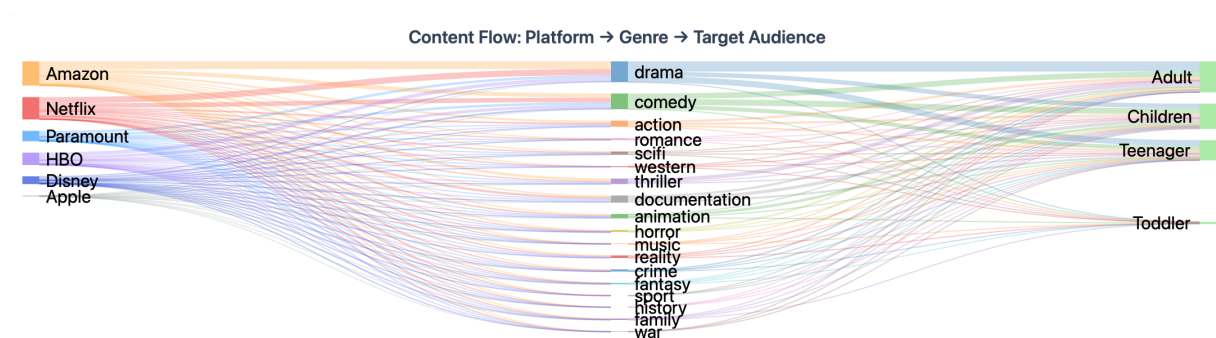 Content Flow: Platform → Genre → Target Audience
Amazon
Netflix
Paramount
HBO
Disney
Apple
drama
comedy
action
romance
scifi
western
thriller
documentation
animation
horror
music
reality
crime
fantasy
sport
history
family
war
Adult
Children
Teenager
Toddler